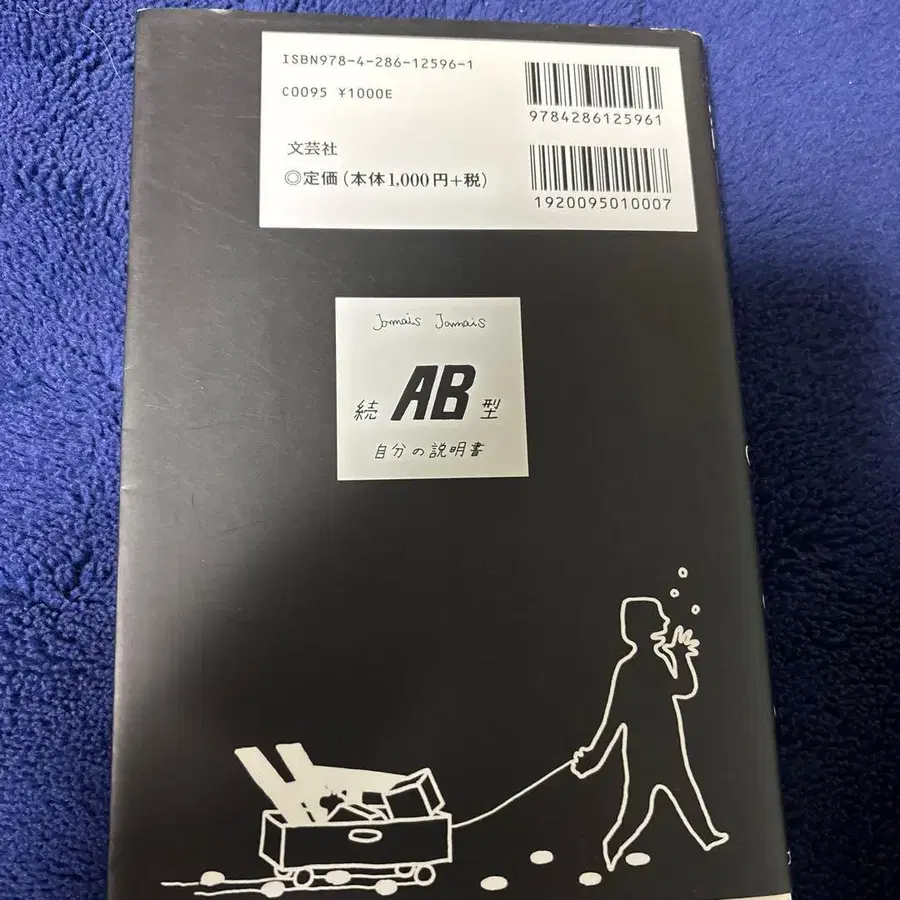 ISBN978-4-286-12596-1
C0095 ¥1000E
9784286125961
文芸社
◎定価(本体1,000円+税)
1920095010007
Jamais Jamais
続 AB 型
自分の説明書